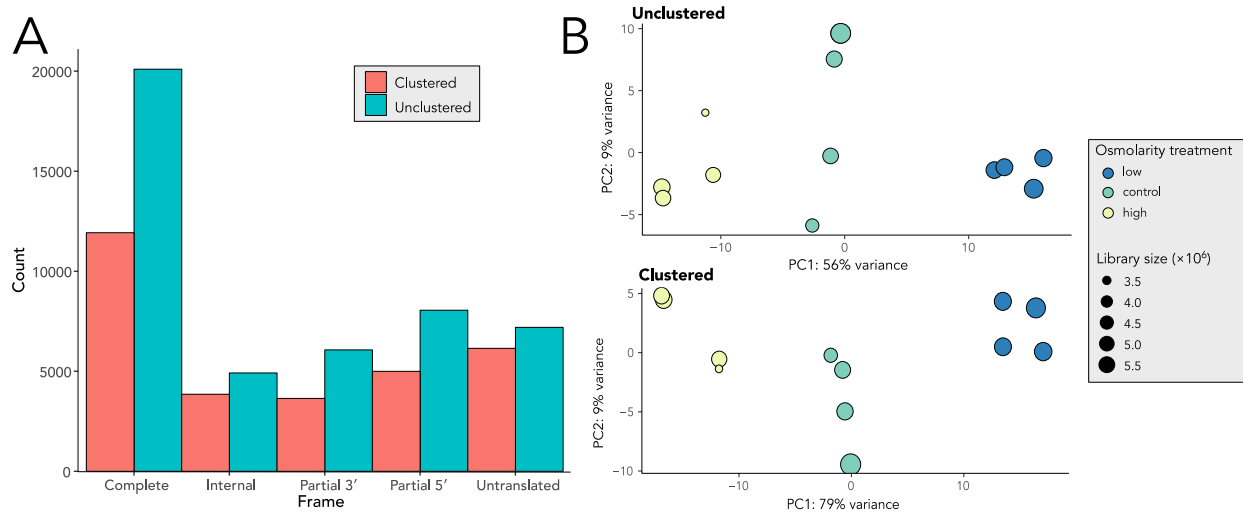 A
Count
20000
15000
10000
5000
0
Clustered
Unclustered
Complete
Internal
Partial 3′
Partial 5′
Untranslated
Frame
B
Unclustered
PC2: 9% variance
10
5
0
−5
−10
0
10
PC1: 56% variance
Clustered
PC2: 9% variance
5
0
−5
−10
−10
0
10
PC1: 79% variance
Osmolarity treatment
low
control
high
Library size (×10⁶)
3.5
4.0
4.5
5.0
5.5